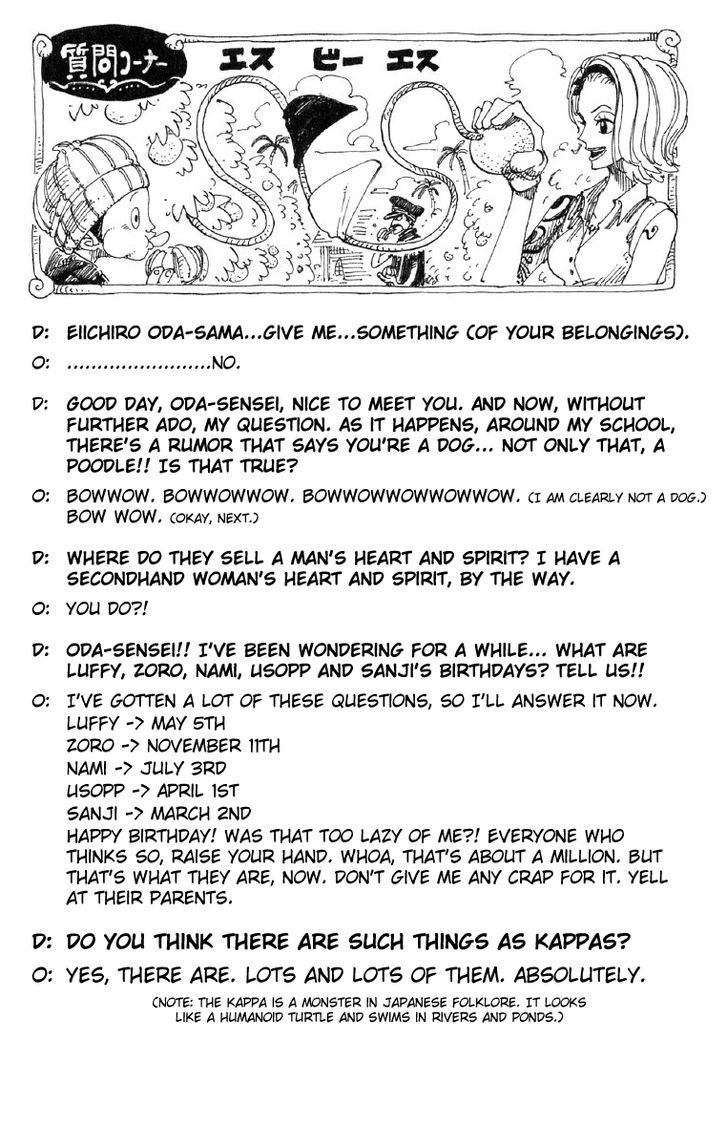 質問コーナー
エス ビー エス
SBS
D: EIICHIRO ODA-SAMA...GIVE ME...SOMETHING (OF YOUR BELONGINGS).
O: ........................NO.
D: GOOD DAY, ODA-SENSEI, NICE TO MEET YOU. AND NOW, WITHOUT
FURTHER ADO, MY QUESTION. AS IT HAPPENS, AROUND MY SCHOOL,
THERE'S A RUMOR THAT SAYS YOU'RE A DOG... NOT ONLY THAT, A
POODLE!! IS THAT TRUE?
O: BOWWOW. BOWWOWWOW. BOWWOWWOWWOWWOW. (I AM CLEARLY NOT A DOG.)
BOW WOW. (OKAY, NEXT.)
D: WHERE DO THEY SELL A MAN'S HEART AND SPIRIT? I HAVE A
SECONDHAND WOMAN'S HEART AND SPIRIT, BY THE WAY.
O: YOU DO?!
D: ODA-SENSEI!! I'VE BEEN WONDERING FOR A WHILE... WHAT ARE
LUFFY, ZORO, NAMI, USOPP AND SANJI'S BIRTHDAYS? TELL US!!
O: I'VE GOTTEN A LOT OF THESE QUESTIONS, SO I'LL ANSWER IT NOW.
LUFFY -> MAY 5TH
ZORO -> NOVEMBER 11TH
NAMI -> JULY 3RD
USOPP -> APRIL 1ST
SANJI -> MARCH 2ND
HAPPY BIRTHDAY! WAS THAT TOO LAZY OF ME?! EVERYONE WHO
THINKS SO, RAISE YOUR HAND. WHOA, THAT'S ABOUT A MILLION. BUT
THAT'S WHAT THEY ARE, NOW. DON'T GIVE ME ANY CRAP FOR IT. YELL
AT THEIR PARENTS.
D: DO YOU THINK THERE ARE SUCH THINGS AS KAPPAS?
O: YES, THERE ARE. LOTS AND LOTS OF THEM. ABSOLUTELY.
(NOTE: THE KAPPA IS A MONSTER IN JAPANESE FOLKLORE. IT LOOKS
LIKE A HUMANOID TURTLE AND SWIMS IN RIVERS AND PONDS.)